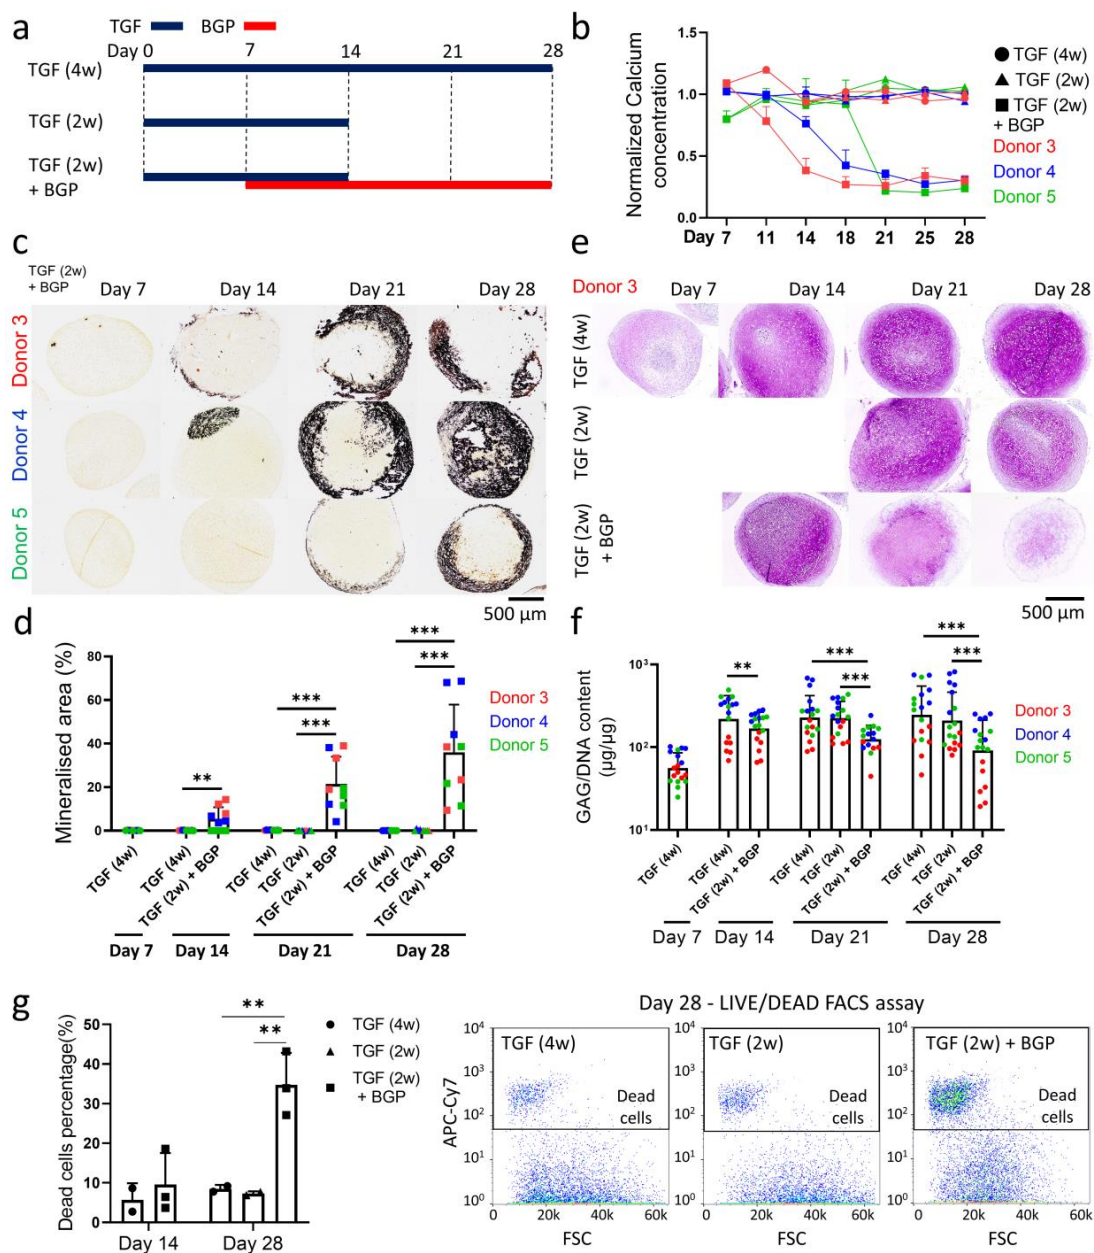 a
TGF BGP
Day 0 7 14 21 28
TGF (4w)
TGF (2w)
TGF (2w)
+ BGP
b
Normalized Calcium
concentration
1.5
1.0
0.5
0.0
Day 7 11 14 18 21 25 28
TGF (4w)
TGF (2w)
TGF (2w)
+ BGP
Donor 3
Donor 4
Donor 5
c
TGF (2w)
+ BGP
Day 7 Day 14 Day 21 Day 28
Donor 3
Donor 4
Donor 5
500 µm
e
Donor 3 Day 7 Day 14 Day 21 Day 28
TGF (4w)
TGF (2w)
TGF (2w)
+ BGP
500 µm
d
Mineralised area (%)
80
60
40
20
0
**
***
***
***
***
Donor 3
Donor 4
Donor 5
TGF (4w) TGF (4w) TGF (2w) + BGP TGF (4w) TGF (2w) TGF (2w) + BGP TGF (4w) TGF (2w) TGF (2w) + BGP
Day 7 Day 14 Day 21 Day 28
f
GAG/DNA content
(µg/µg)
10³
10²
10¹
**
***
***
***
***
Donor 3
Donor 4
Donor 5
TGF (4w) TGF (4w) TGF (2w) + BGP TGF (4w) TGF (2w) TGF (2w) + BGP TGF (4w) TGF (2w) TGF (2w) + BGP
Day 7 Day 14 Day 21 Day 28
g
Dead cells percentage(%)
50
40
30
20
10
0
**
**
Day 14 Day 28
TGF (4w)
TGF (2w)
TGF (2w)
+ BGP
Day 28 - LIVE/DEAD FACS assay
APC-Cy7
10⁴
10³
10²
10¹
10⁰
TGF (4w)
Dead
cells
0 20k 40k 60k
FSC
10⁴
10³
10²
10¹
10⁰
TGF (2w)
Dead
cells
0 20k 40k 60k
FSC
10⁴
10³
10²
10¹
10⁰
TGF (2w) + BGP
Dead
cells
0 20k 40k 60k
FSC